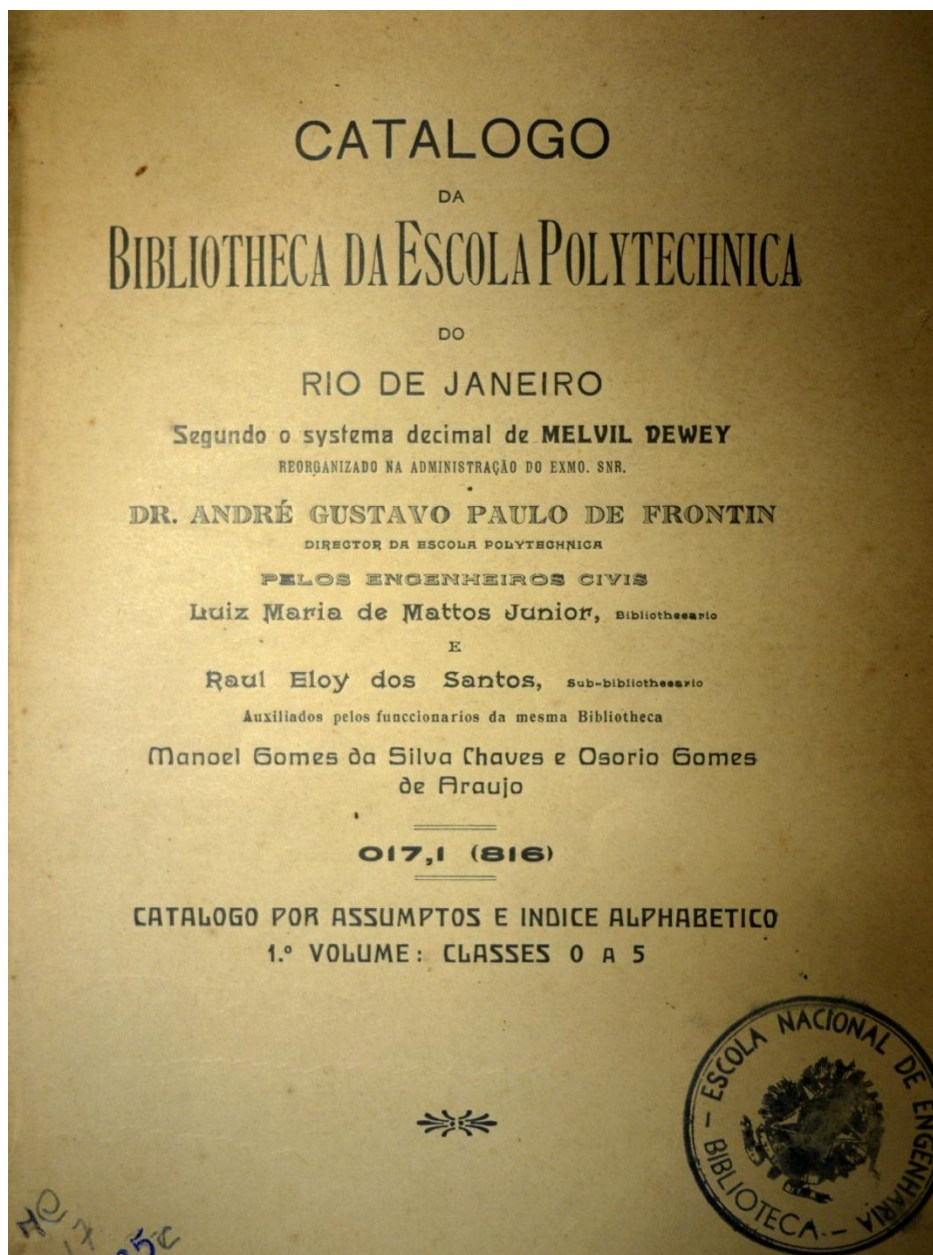 CATALOGO
DA
BIBLIOTHECA DA ESCOLA POLYTECHNICA
DO
RIO DE JANEIRO
Segundo o systema decimal de MELVIL DEWEY
REORGANIZADO NA ADMINISTRAÇÃO DO EXMO. SNR.
DR. ANDRÉ GUSTAVO PAULO DE FRONTIN
DIRECTOR DA ESCOLA POLYTECHNICA
PELOS ENGENHEIROS CIVIS
Luiz Maria de Mattos Junior, Bibliothecario
E
Raul Eloy dos Santos, Sub-bibliothecario
Auxiliados pelos funccionarios da mesma Bibliotheca
Manoel Gomes da Silva Chaves e Osorio Gomes
de Araujo
017,1 (816)
CATALOGO POR ASSUMPTOS E INDICE ALPHABETICO
1.º VOLUME: CLASSES 0 A 5
ESCOLA NACIONAL DE ENGENHARIA
BIBLIOTECA